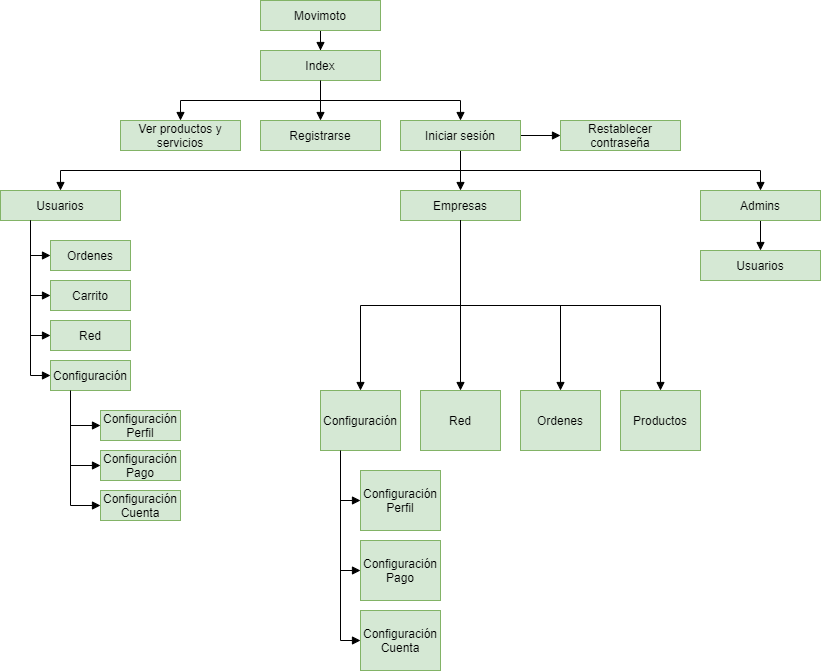 Movimoto
Index
Ver productos y
servicios
Registrarse
Iniciar sesión
Restablecer
contraseña
Usuarios
Empresas
Admins
Ordenes
Usuarios
Carrito
Red
Configuración
Configuración
Perfil
Configuración
Pago
Configuración
Cuenta
Configuración
Red
Ordenes
Productos
Configuración
Perfil
Configuración
Pago
Configuración
Cuenta